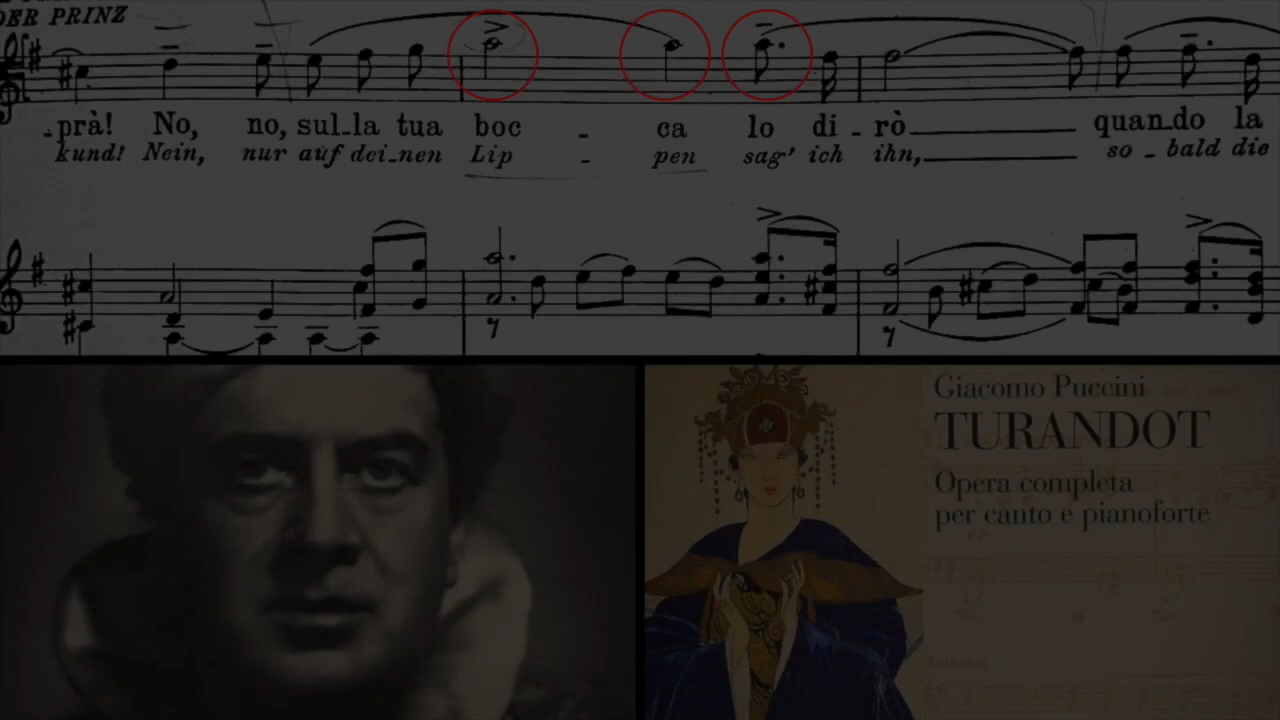 DER PRINZ
prà! No, no, sul-la tua boc - ca lo di - rò quan-do la
kund! Nein, nur auf dei-nen Lip - pen sag' ich ihn, so - bald die
Giacomo Puccini
TURANDOT
Opera completa
per canto e pianoforte